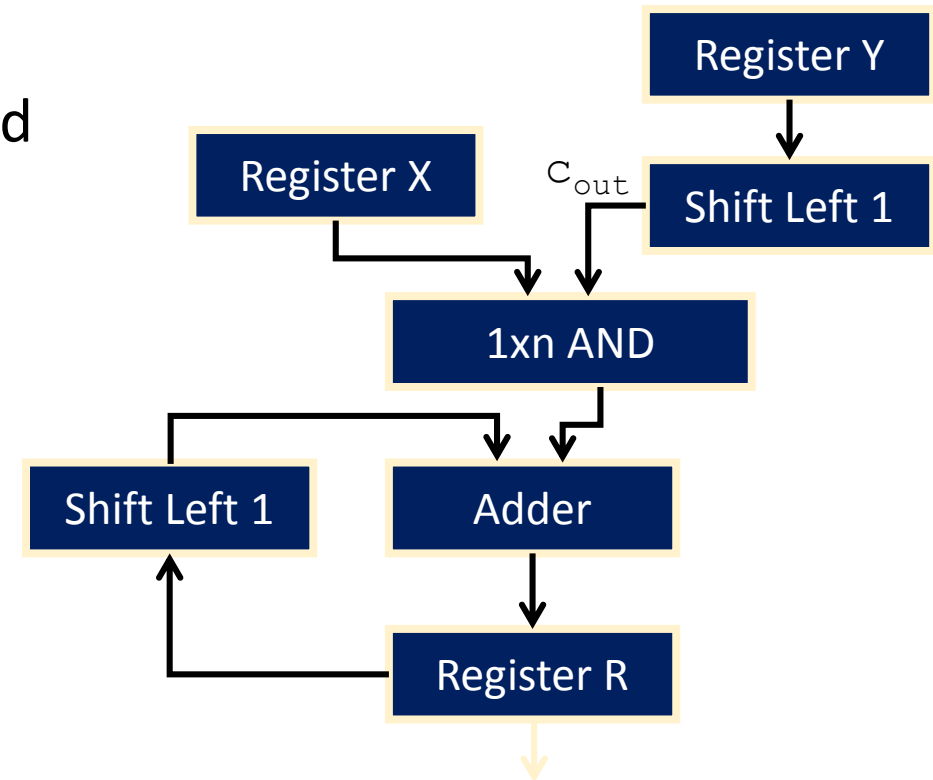 Register Y
d
Register X
Cout
Shift Left 1
1xn AND
Shift Left 1
Adder
Register R